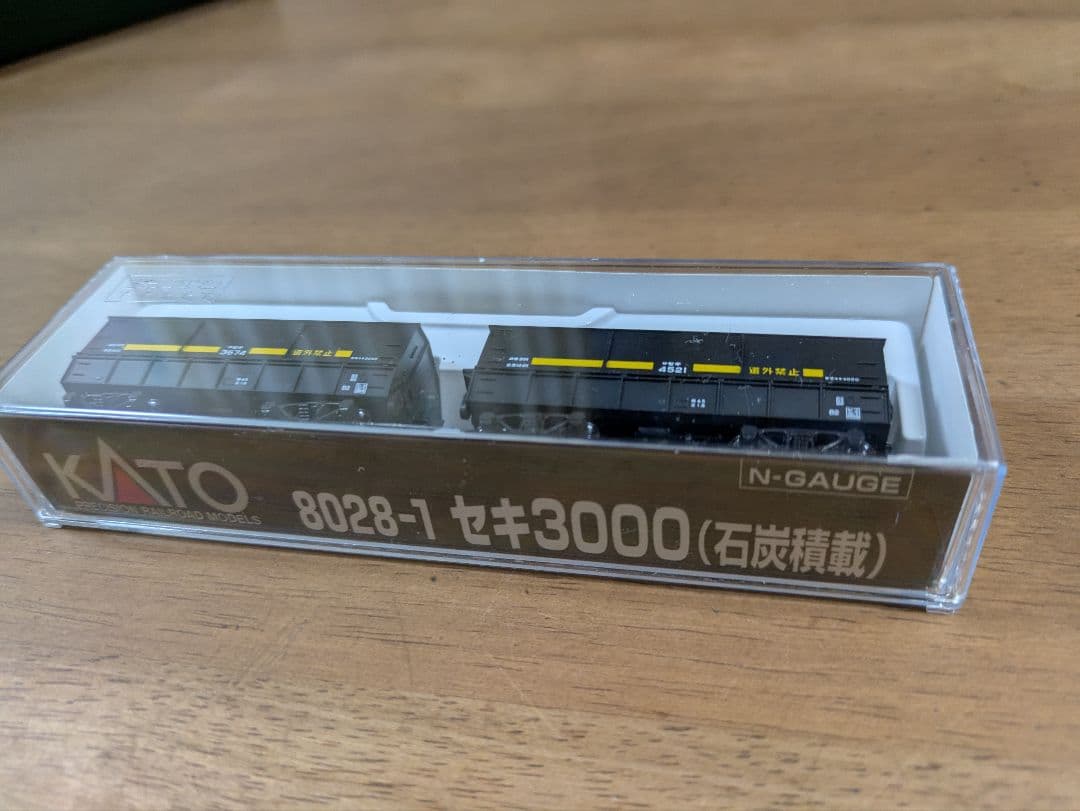 3674
道外禁止
4521
道外禁止
N-GAUGE
KATO
PRECISION RAILROAD MODELS
8028-1 セキ3000(石炭積載)